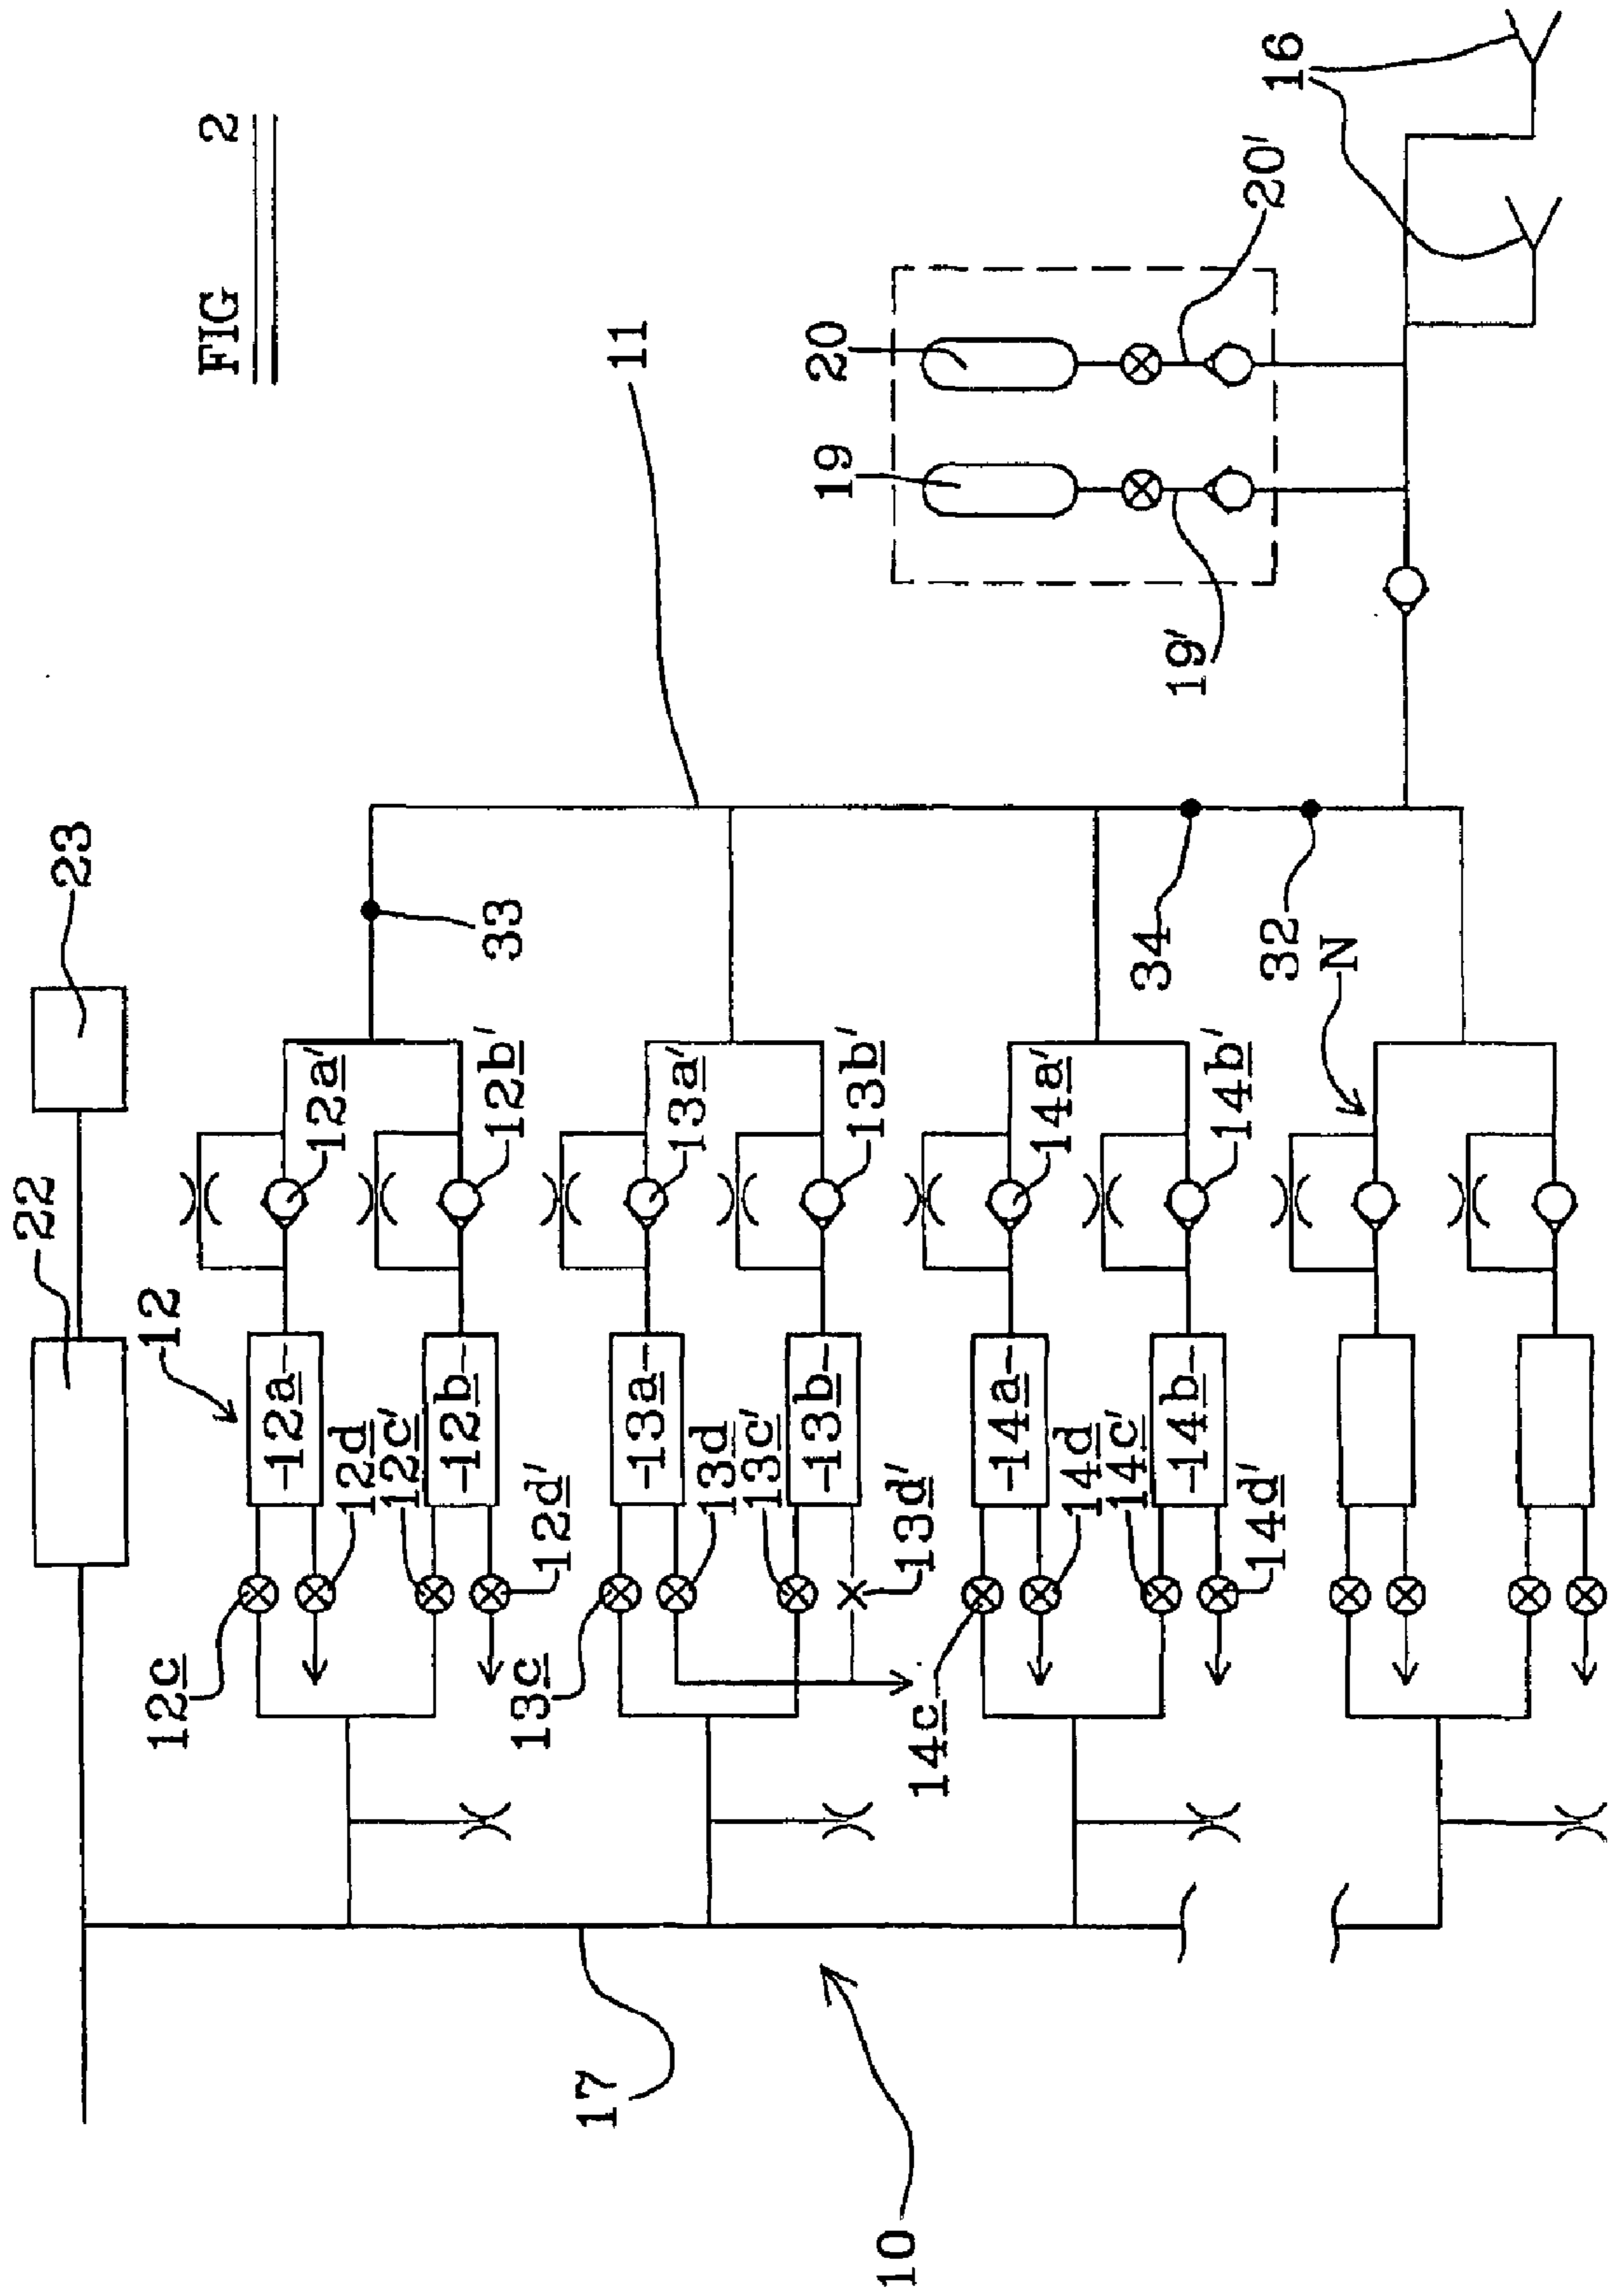 FIG 2
22
23
12
12c
12d
12c'
12d'
-12a-
-12b-
12a'
12b'
33
11
13c
13d
13c'
13d'
-13a-
-13b-
13a'
13b'
14c
14d
14c'
14d'
-14a-
-14b-
14a'
14b'
34
32
N
19
20
19'
20'
16
17
10